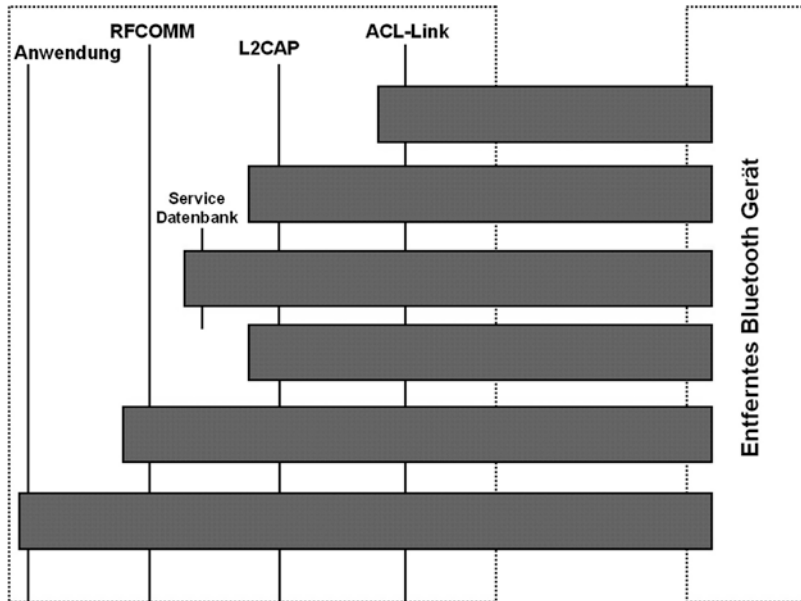 RFCOMM
ACL-Link
Anwendung
L2CAP
Service
Datenbank
Entferntes Bluetooth Gerät